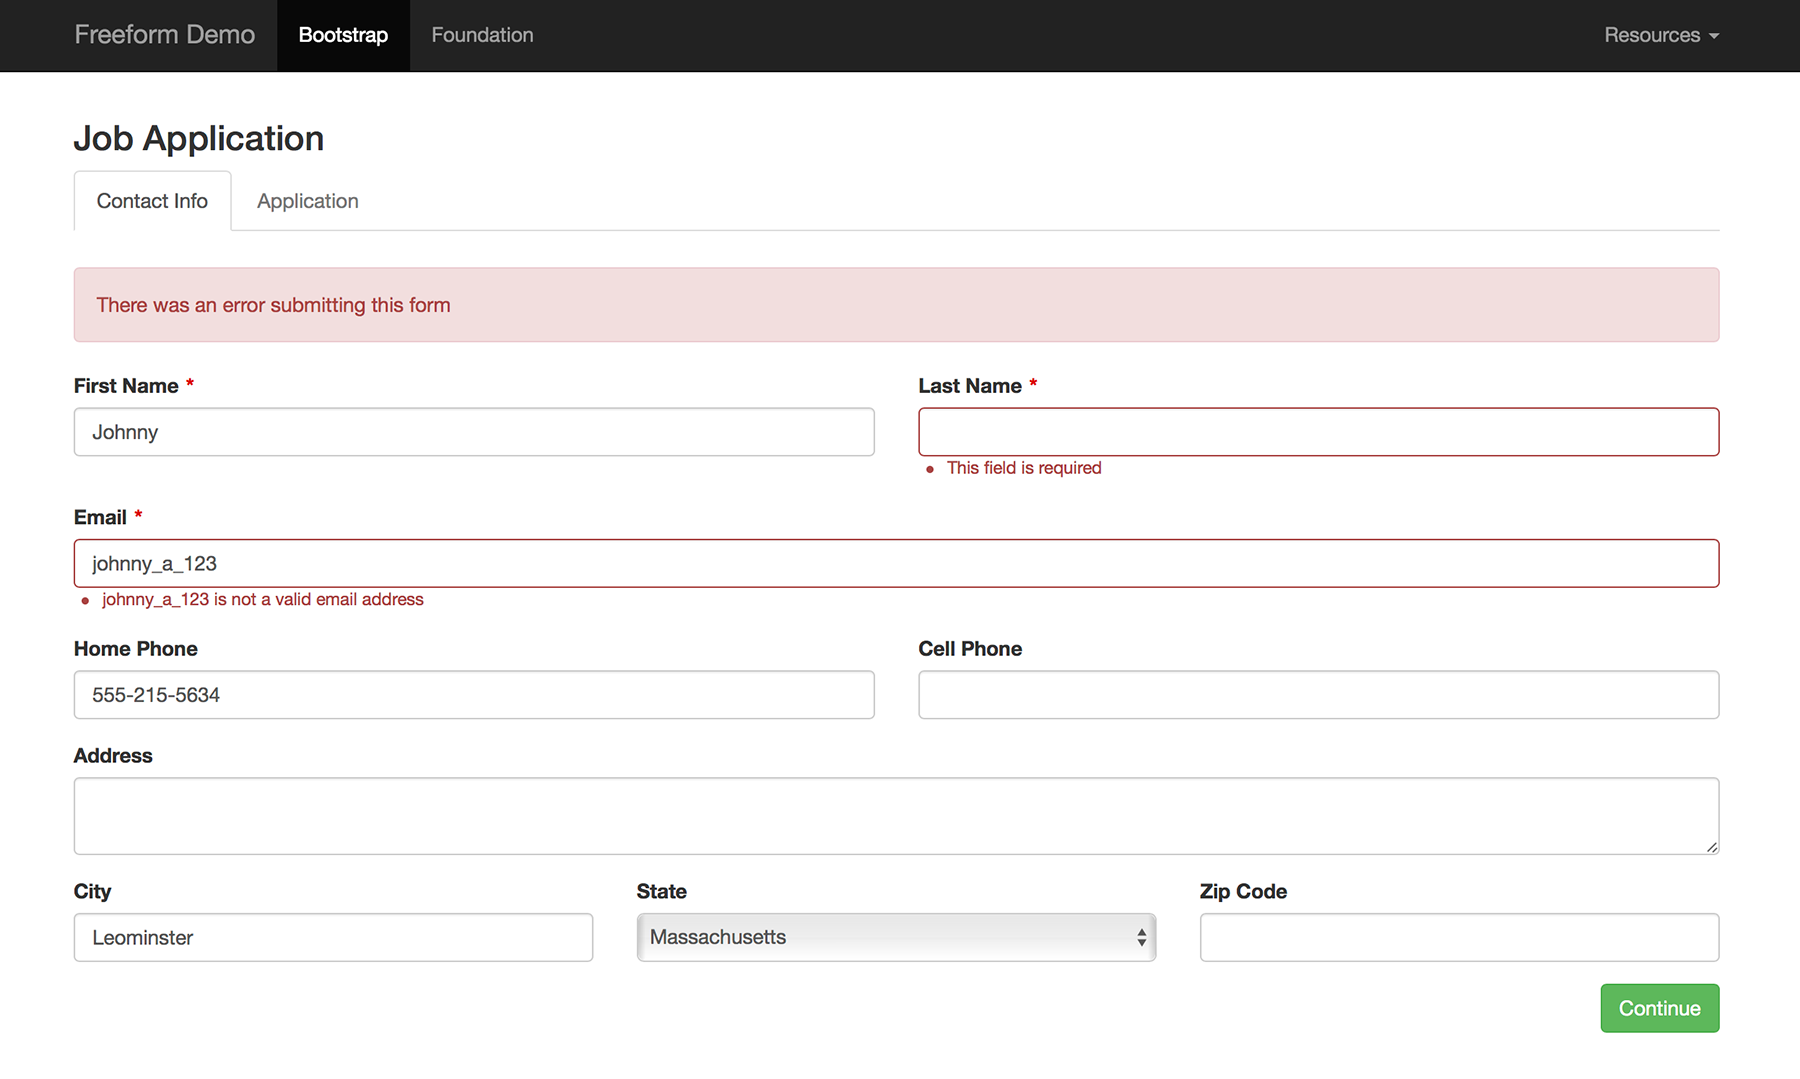 Freeform Demo Bootstrap Foundation Resources
Job Application
Contact Info Application
There was an error submitting this form
First Name * Last Name *
Johnny
This field is required
Email *
johnny_a_123
johnny_a_123 is not a valid email address
Home Phone Cell Phone
555-215-5634
Address
City State Zip Code
Leominster Massachusetts
Continue